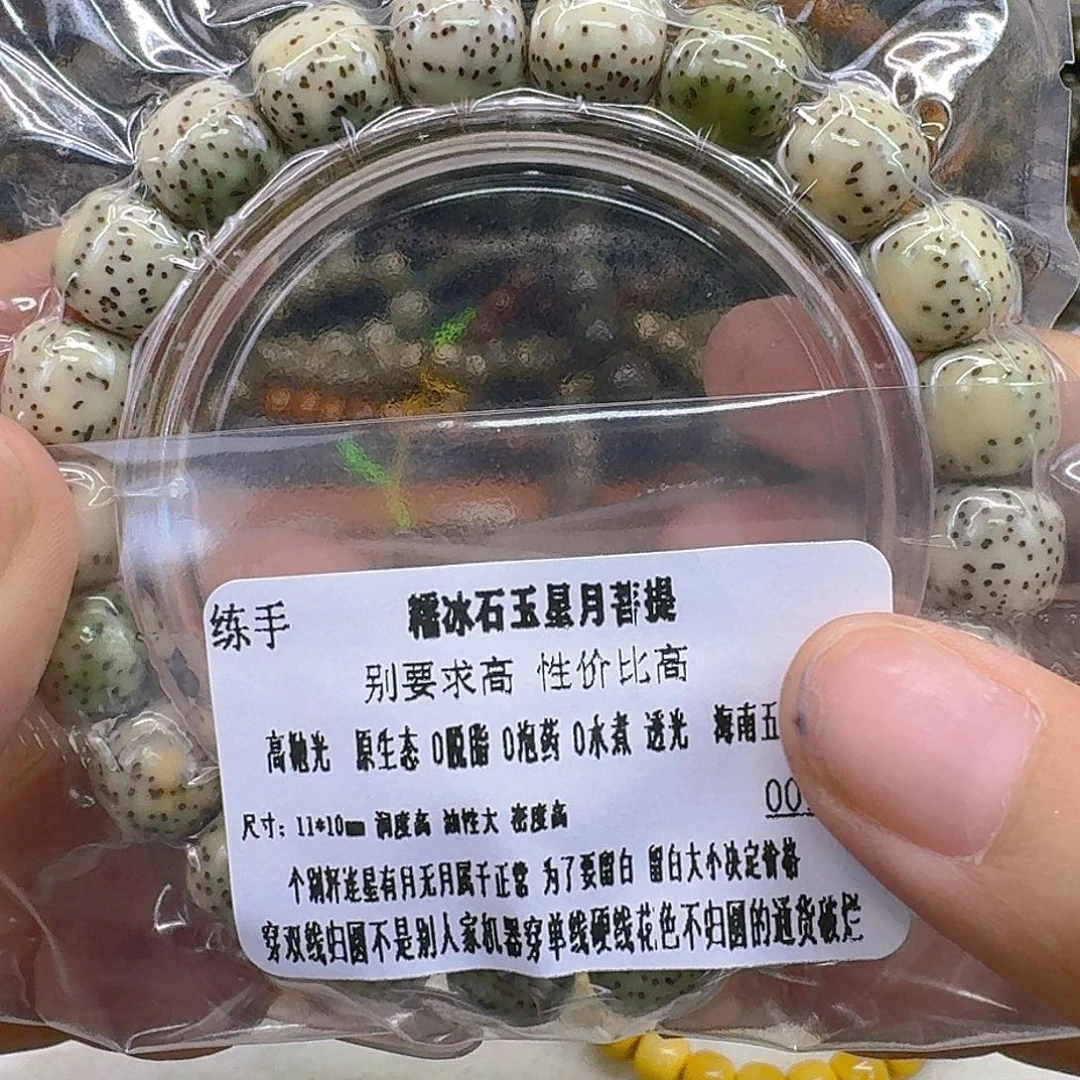 练手
糯冰石玉星月菩提
别要求高 性价比高
高抛光 原生态 0脱脂 0泡药 0水煮 透光 海南五
00
尺寸：11*10mm 润度高 油性大 密度高
个别籽连星有月无月属于正常 为了要留白 留白大小决定价格
穿双线归圆不是别人家机器穿单线硬线花色不归圆的通货破烂